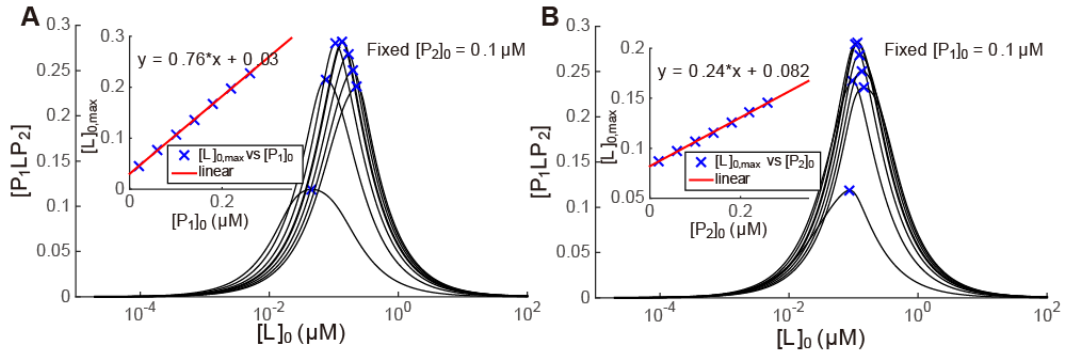 A
B
0.3
0.25
0.2
0.15
0.1
0.05
0
[P1LP2]
10^-4
10^-2
10^0
10^2
[L]0 (μM)
Fixed [P2]0 = 0.1 μM
0.3
0.2
0.1
0
[L]0,max
y = 0.76*x + 0.03
[L]0,max vs [P1]0
linear
0
0.2
[P1]0 (μM)
0.3
0.25
0.2
0.15
0.1
0.05
0
[P1LP2]
10^-4
10^-2
10^0
10^2
[L]0 (μM)
Fixed [P1]0 = 0.1 μM
0.2
0.15
0.1
0.05
[L]0,max
y = 0.24*x + 0.082
[L]0,max vs [P2]0
linear
0
0.2
[P2]0 (μM)